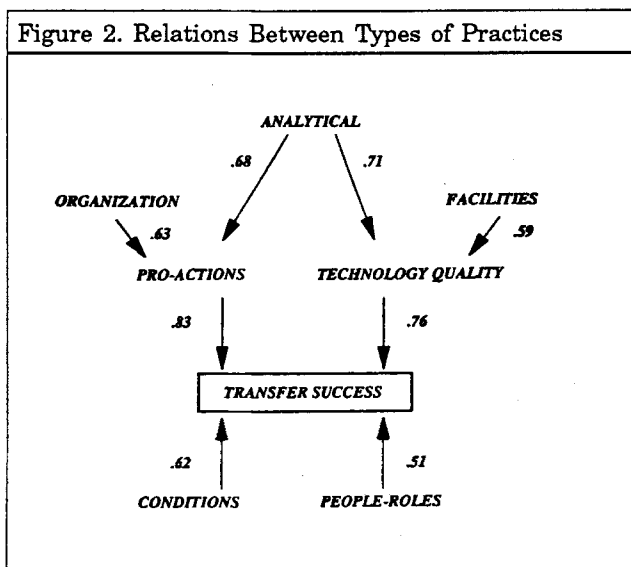 Figure 2. Relations Between Types of Practices
ANALYTICAL
.68
.71
ORGANIZATION
FACILITIES
.63
.59
PRO-ACTIONS
TECHNOLOGY QUALITY
.83
.76
TRANSFER SUCCESS
.62
.51
CONDITIONS
PEOPLE-ROLES